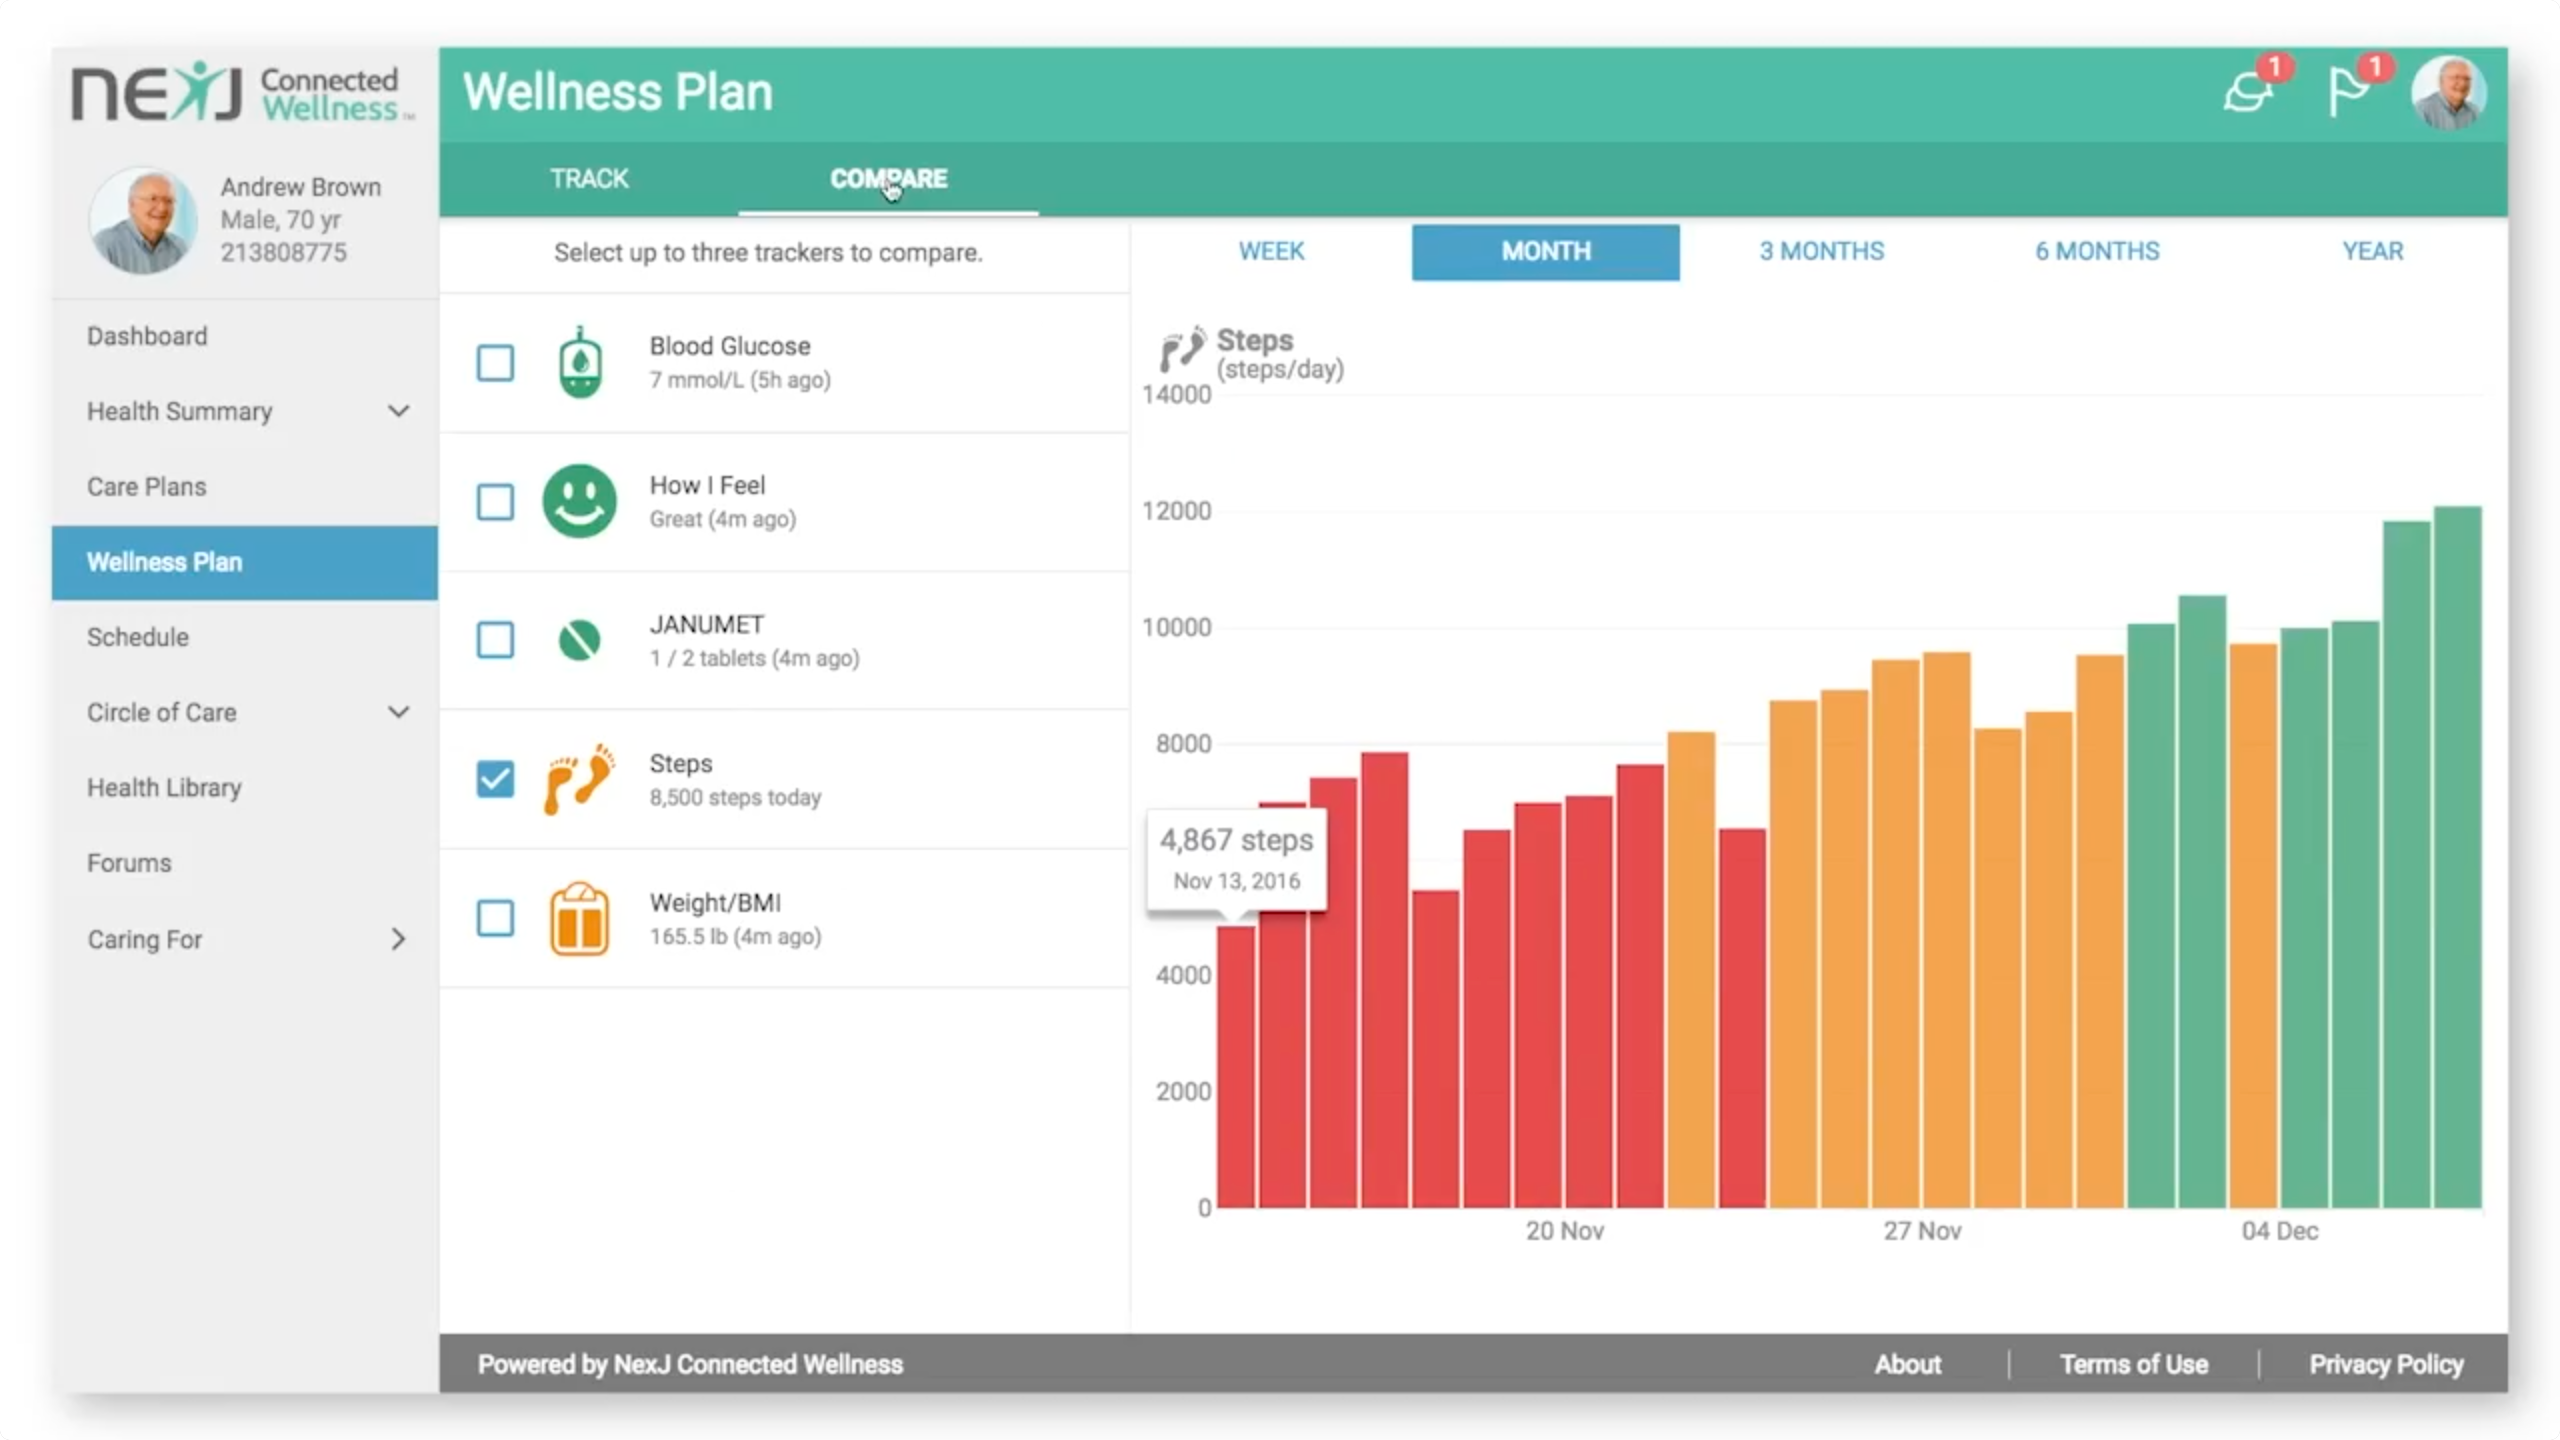 NEXJ Connected Wellness™
Andrew Brown
Male, 70 yr
213808775
Dashboard
Health Summary
Care Plans
Wellness Plan
Schedule
Circle of Care
Health Library
Forums
Caring For
Wellness Plan
1
1
TRACK
COMPARE
Select up to three trackers to compare.
Blood Glucose
7 mmol/L (5h ago)
How I Feel
Great (4m ago)
JANUMET
1 / 2 tablets (4m ago)
Steps
8,500 steps today
Weight/BMI
165.5 lb (4m ago)
WEEK
MONTH
3 MONTHS
6 MONTHS
YEAR
Steps
(steps/day)
14000
12000
10000
8000
4,867 steps
Nov 13, 2016
4000
2000
0
20 Nov
27 Nov
04 Dec
Powered by NexJ Connected Wellness
About
Terms of Use
Privacy Policy